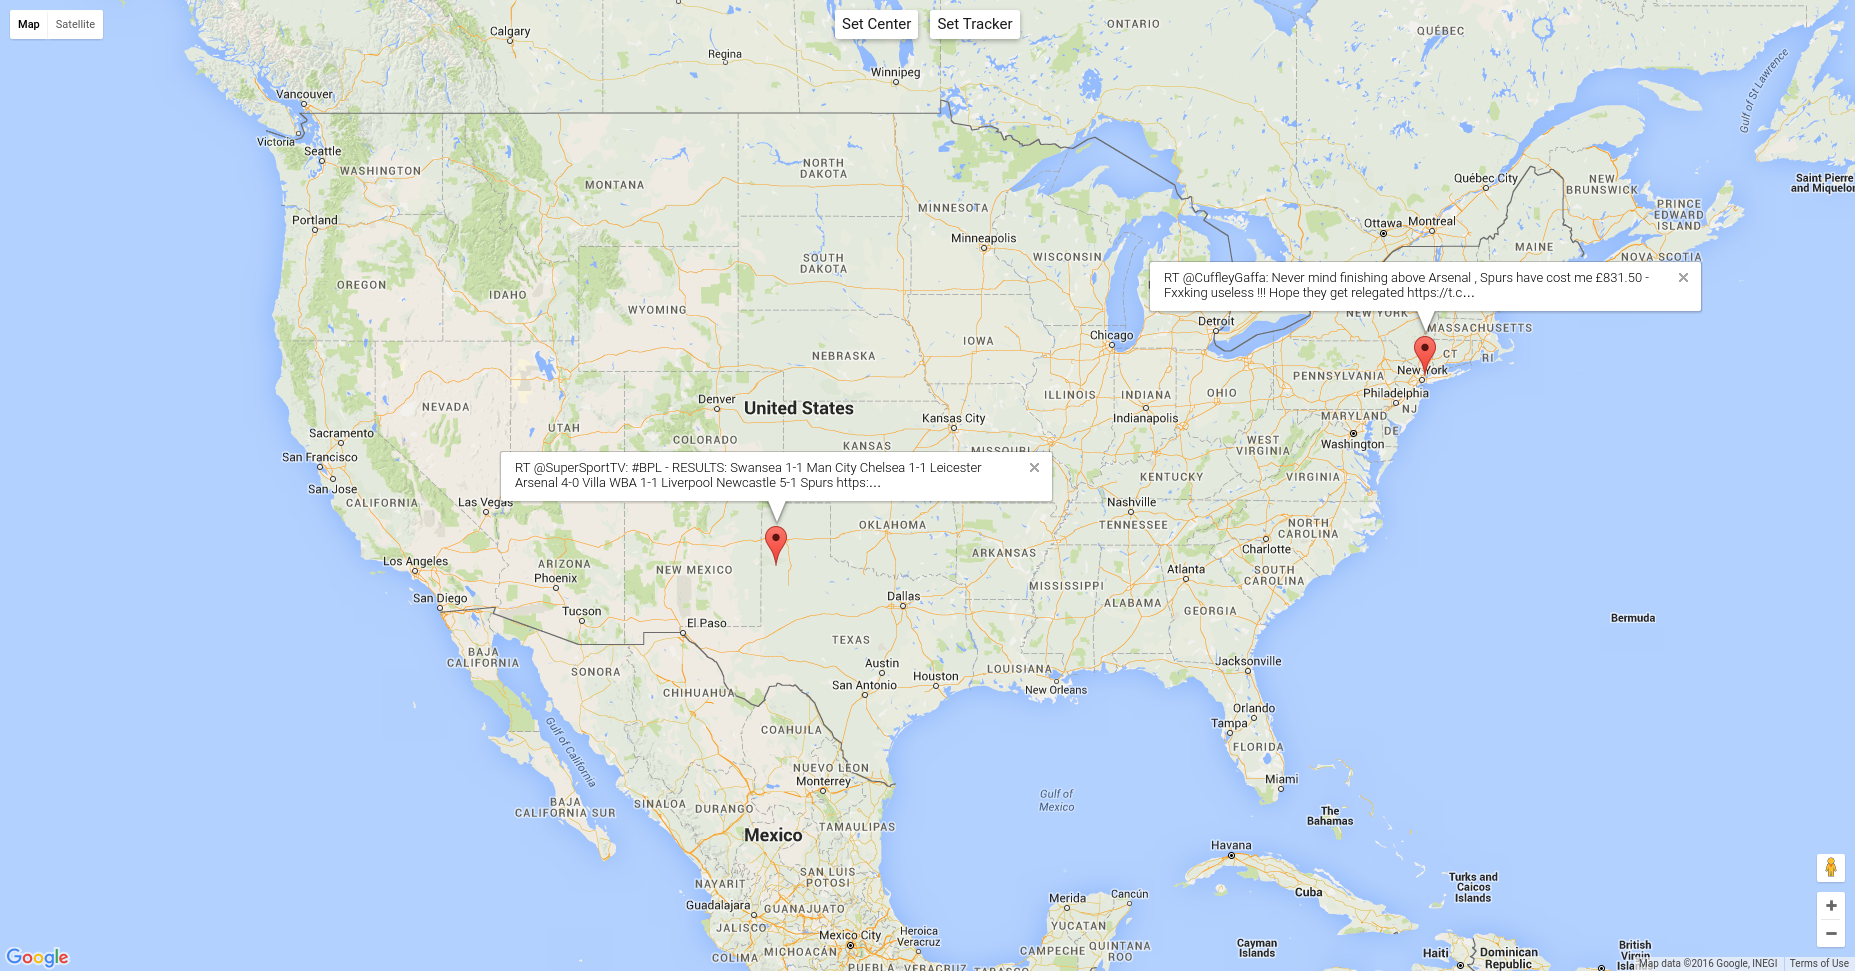 Map
Satellite
Set Center
Set Tracker
Calgary
ONTARIO
QUÉBEC
Regina
Winnipeg
Gulf of St Lawrence
Vancouver
Victoria
Seattle
WASHINGTON
NORTH
DAKOTA
MONTANA
Québec City
NEW
BRUNSWICK
Saint Pierre
and Miquelon
PRINCE
EDWARD
ISLAND
MINNESOTA
Portland
Ottawa
Montreal
Minneapolis
MAINE
NOVA SCOTIA
WISCONSIN
SOUTH
DAKOTA
OREGON
IDAHO
RT @CuffleyGaffa: Never mind finishing above Arsenal , Spurs have cost me £831.50 -
Fxxking useless !!! Hope they get relegated https://t.c...
WYOMING
NEW YORK
Detroit
MASSACHUSETTS
Chicago
IOWA
NEBRASKA
CT
RI
New York
PENNSYLVANIA
Philadelphia
ILLINOIS
INDIANA
OHIO
Denver
United States
NEVADA
NJ
MARYLAND
Kansas City
Indianapolis
UTAH
COLORADO
KANSAS
MISSOURI
WEST
VIRGINIA
DE
Washington
Sacramento
San Francisco
San Jose
RT @SuperSportTV: #BPL - RESULTS: Swansea 1-1 Man City Chelsea 1-1 Leicester
Arsenal 4-0 Villa WBA 1-1 Liverpool Newcastle 5-1 Spurs https:...
KENTUCKY
VIRGINIA
CALIFORNIA
Las Vegas
Nashville
TENNESSEE
OKLAHOMA
NORTH
CAROLINA
Charlotte
ARKANSAS
Los Angeles
ARIZONA
Phoenix
NEW MEXICO
Atlanta
SOUTH
CAROLINA
MISSISSIPPI
San Diego
Dallas
ALABAMA
GEORGIA
Tucson
El Paso
Bermuda
TEXAS
BAJA
CALIFORNIA
SONORA
Austin
LOUISIANA
Jacksonville
Houston
San Antonio
New Orleans
CHIHUAHUA
Orlando
Tampa
COAHUILA
FLORIDA
Gulf of California
NUEVO LEON
Monterrey
Miami
Gulf of
Mexico
SINALOA
DURANGO
BAJA
CALIFORNIA SUR
The
Bahamas
TAMAULIPAS
Mexico
Havana
SAN LUIS
POTOSI
NAYARIT
Turks and
Caicos
Islands
Cuba
Merida
Cancún
Guadalajara
GUANAJUATO
JALISCO
YUCATAN
Mexico City
Heroica
Veracruz
CAMPECHE
QUINTANA
ROO
Cayman
Islands
COLIMA
MICHOACÁN
PUEBLA
VERACRUZ
TABASCO
Haiti
Dominican
Republic
British
Virgin
Google
Map data ©2016 Google, INEGI
Terms of Use